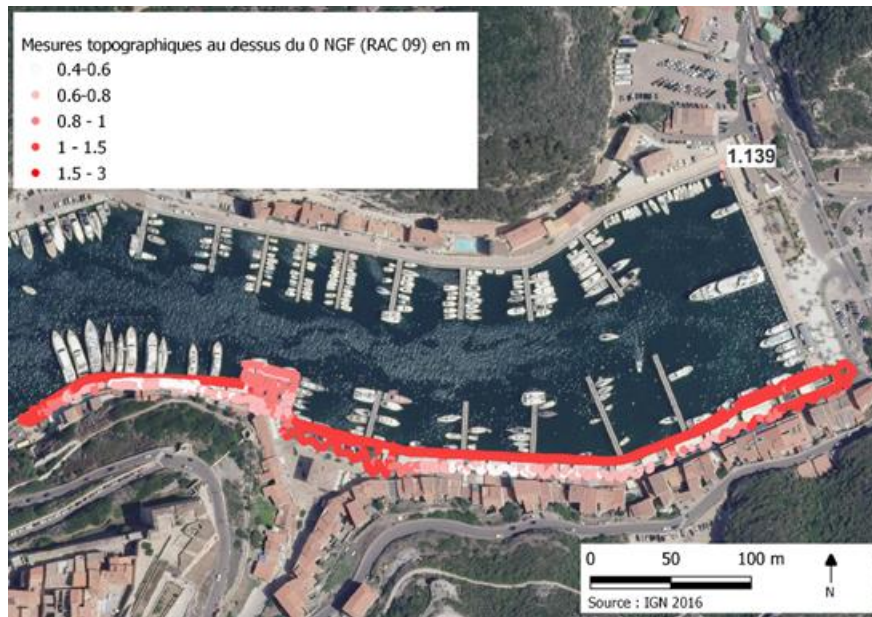 Mesures topographiques au dessus du 0 NGF (RAC 09) en m
0.4-0.6
0.6-0.8
0.8 - 1
1 - 1.5
1.5 - 3
1.139
0 50 100 m
N
Source : IGN 2016